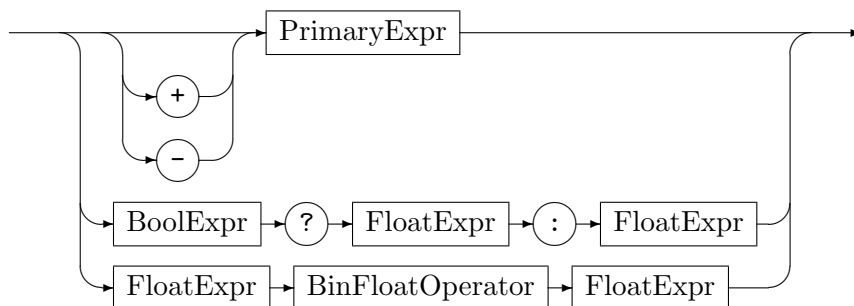 PrimaryExpr
+
-
BoolExpr ? FloatExpr : FloatExpr
FloatExpr BinFloatOperator FloatExpr